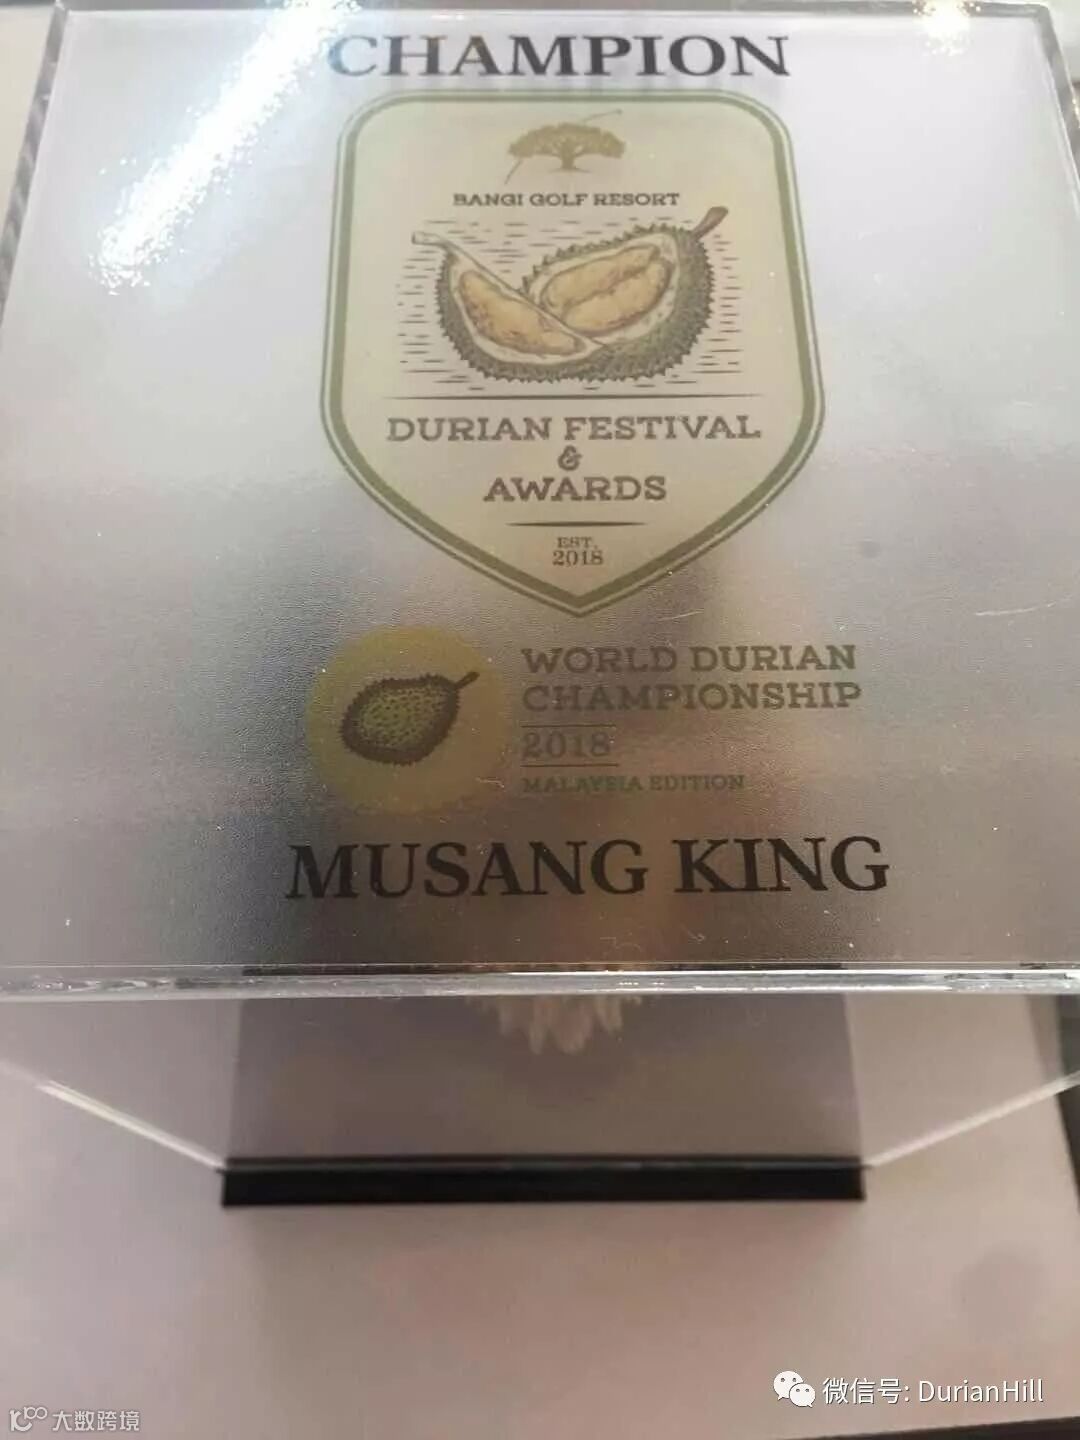 CHAMPION
BANGI GOLF RESORT
DURIAN FESTIVAL
&
AWARDS
EST.
2018
WORLD DURIAN
CHAMPIONSHIP
2018
MALAYSIA EDITION
MUSANG KING
微信号: DurianHill
大数跨境